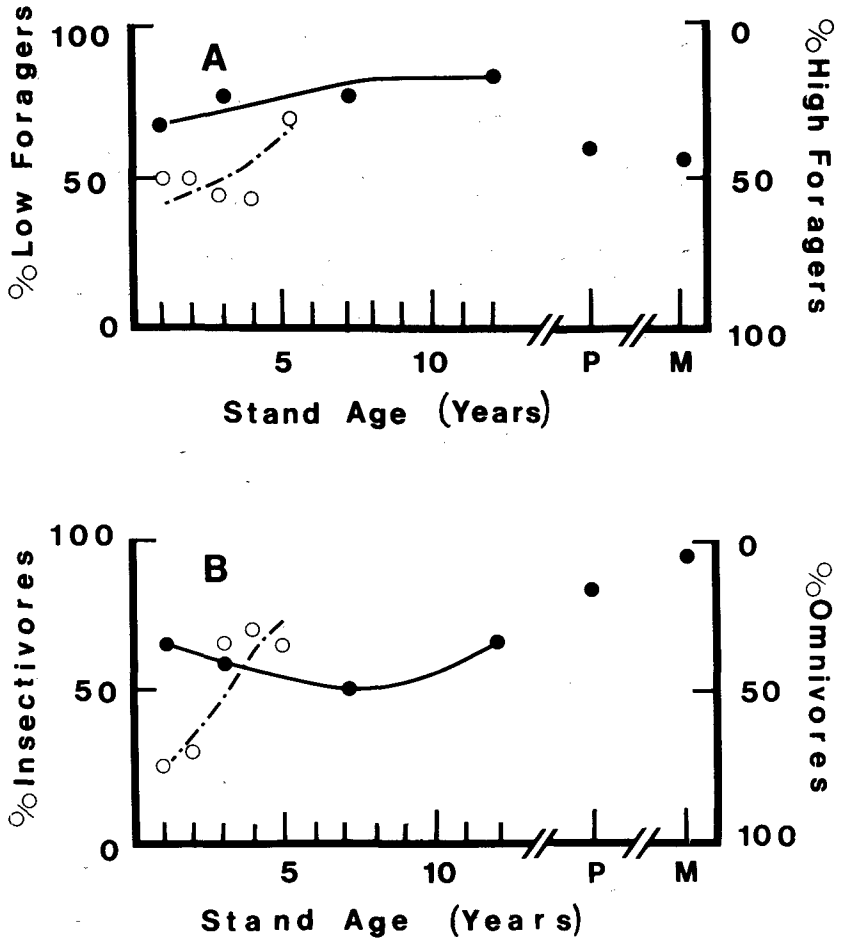 100
% Low Foragers
50
0
A
0
% High Foragers
50
100
5 10 P M
Stand Age (Years)
100
% Insectivores
50
0
B
0
% Omnivores
50
100
5 10 P M
Stand Age (Years)